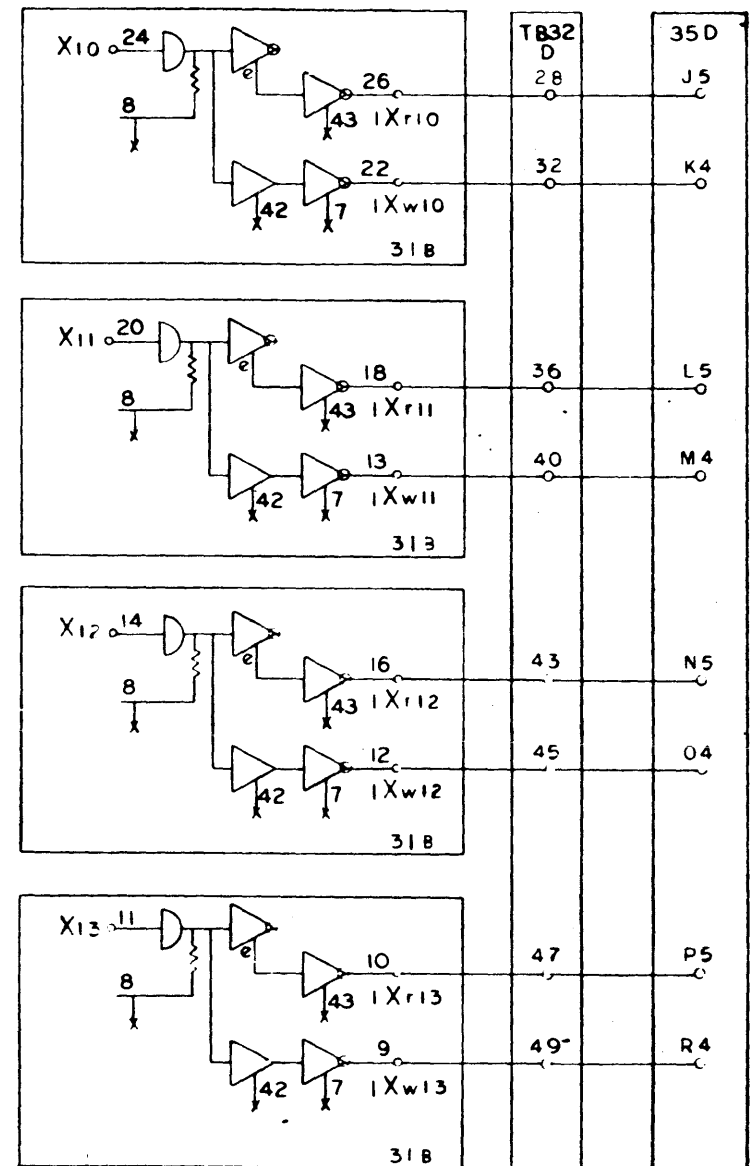 TB32 35D
D
X10 24 28 J5
e
8 26
43 1Xr10
22 32 K4
42 7 1Xw10
31B
X11 20
e
8 18 36 L5
43 1Xr11
13 40 M4
42 7 1Xw11
31B
X12 14
e
8 16 43 N5
43 1Xr12
12 45 O4
42 7 1Xw12
31B
X13 11
e
8 10 47 P5
43 1Xr13
9 49 R4
42 7 1Xw13
31B